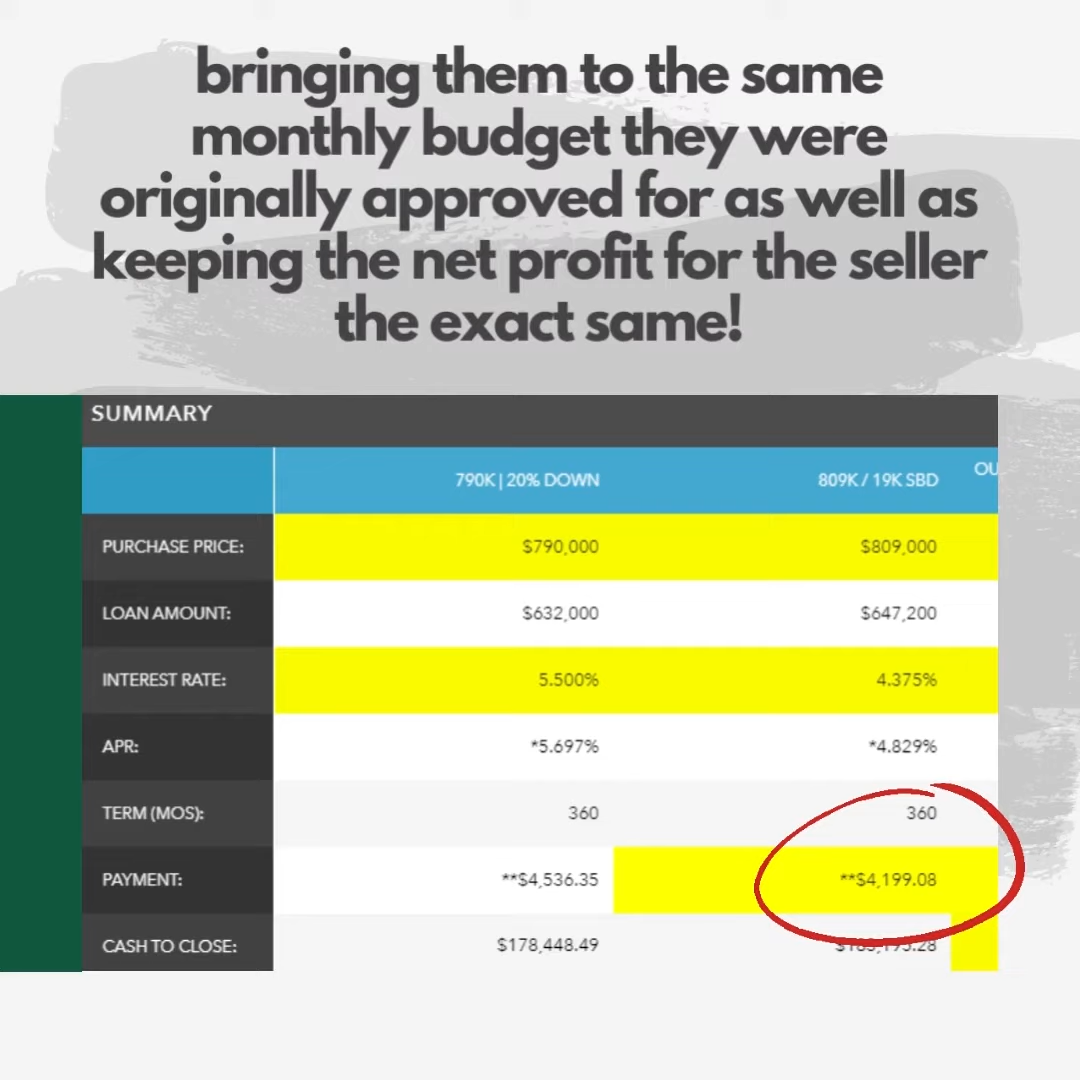 bringing them to the same
monthly budget they were
originally approved for as well as
keeping the net profit for the seller
the exact same!
SUMMARY
790K | 20% DOWN 809K / 19K SBD OU
PURCHASE PRICE: $790,000 $809,000
LOAN AMOUNT: $632,000 $647,200
INTEREST RATE: 5.500% 4.375%
APR: *5.697% *4.829%
TERM (MOS): 360 360
PAYMENT: **$4,536.35 **$4,199.08
CASH TO CLOSE: $178,448.49